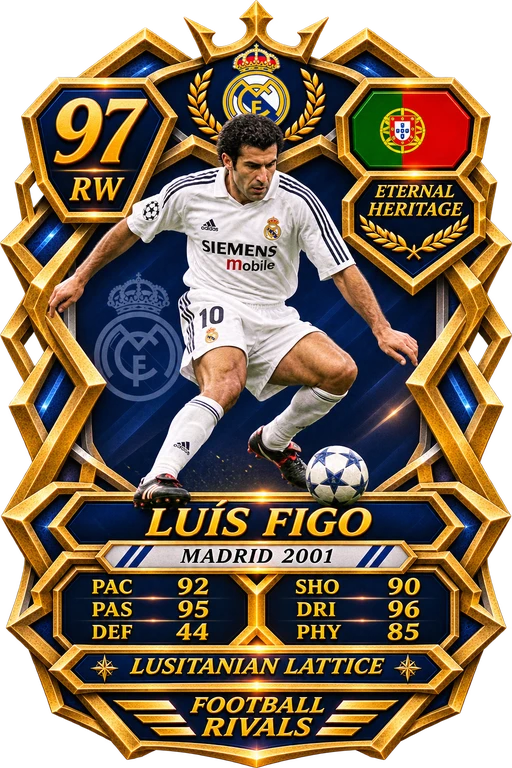 97
RW
ETERNAL
HERITAGE
adidas
SIEMENS
mobile
10
LUÍS FIGO
MADRID 2001
PAC 92
PAS 95
DEF 44
SHO 90
DRI 96
PHY 85
LUSITANIAN LATTICE
FOOTBALL
RIVALS